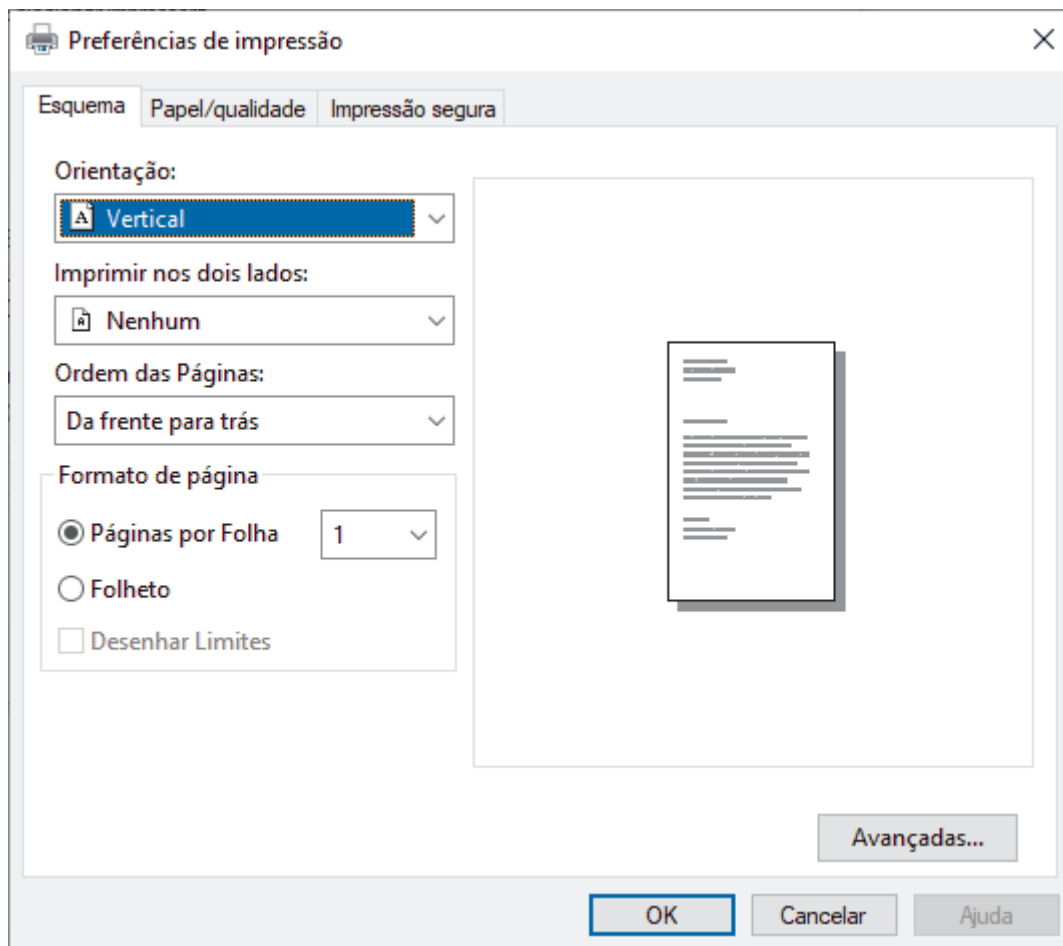 Preferências de impressão
Esquema Papel/qualidade Impressão segura
Orientação:
A Vertical
Imprimir nos dois lados:
Nenhum
Ordem das Páginas:
Da frente para trás
Formato de página
Páginas por Folha 1
Folheto
Desenhar Limites
Avançadas...
OK Cancelar Ajuda